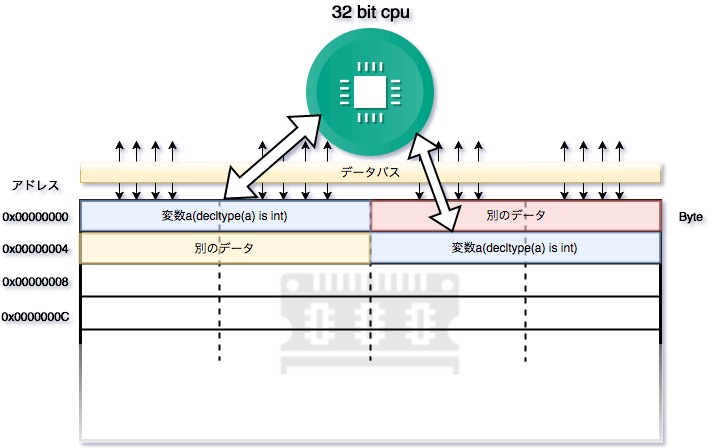 32 bit cpu
データバス
アドレス
0x00000000 変数a(decltype(a) is int) 別のデータ Byte
0x00000004 別のデータ 変数a(decltype(a) is int)
0x00000008
0x0000000C